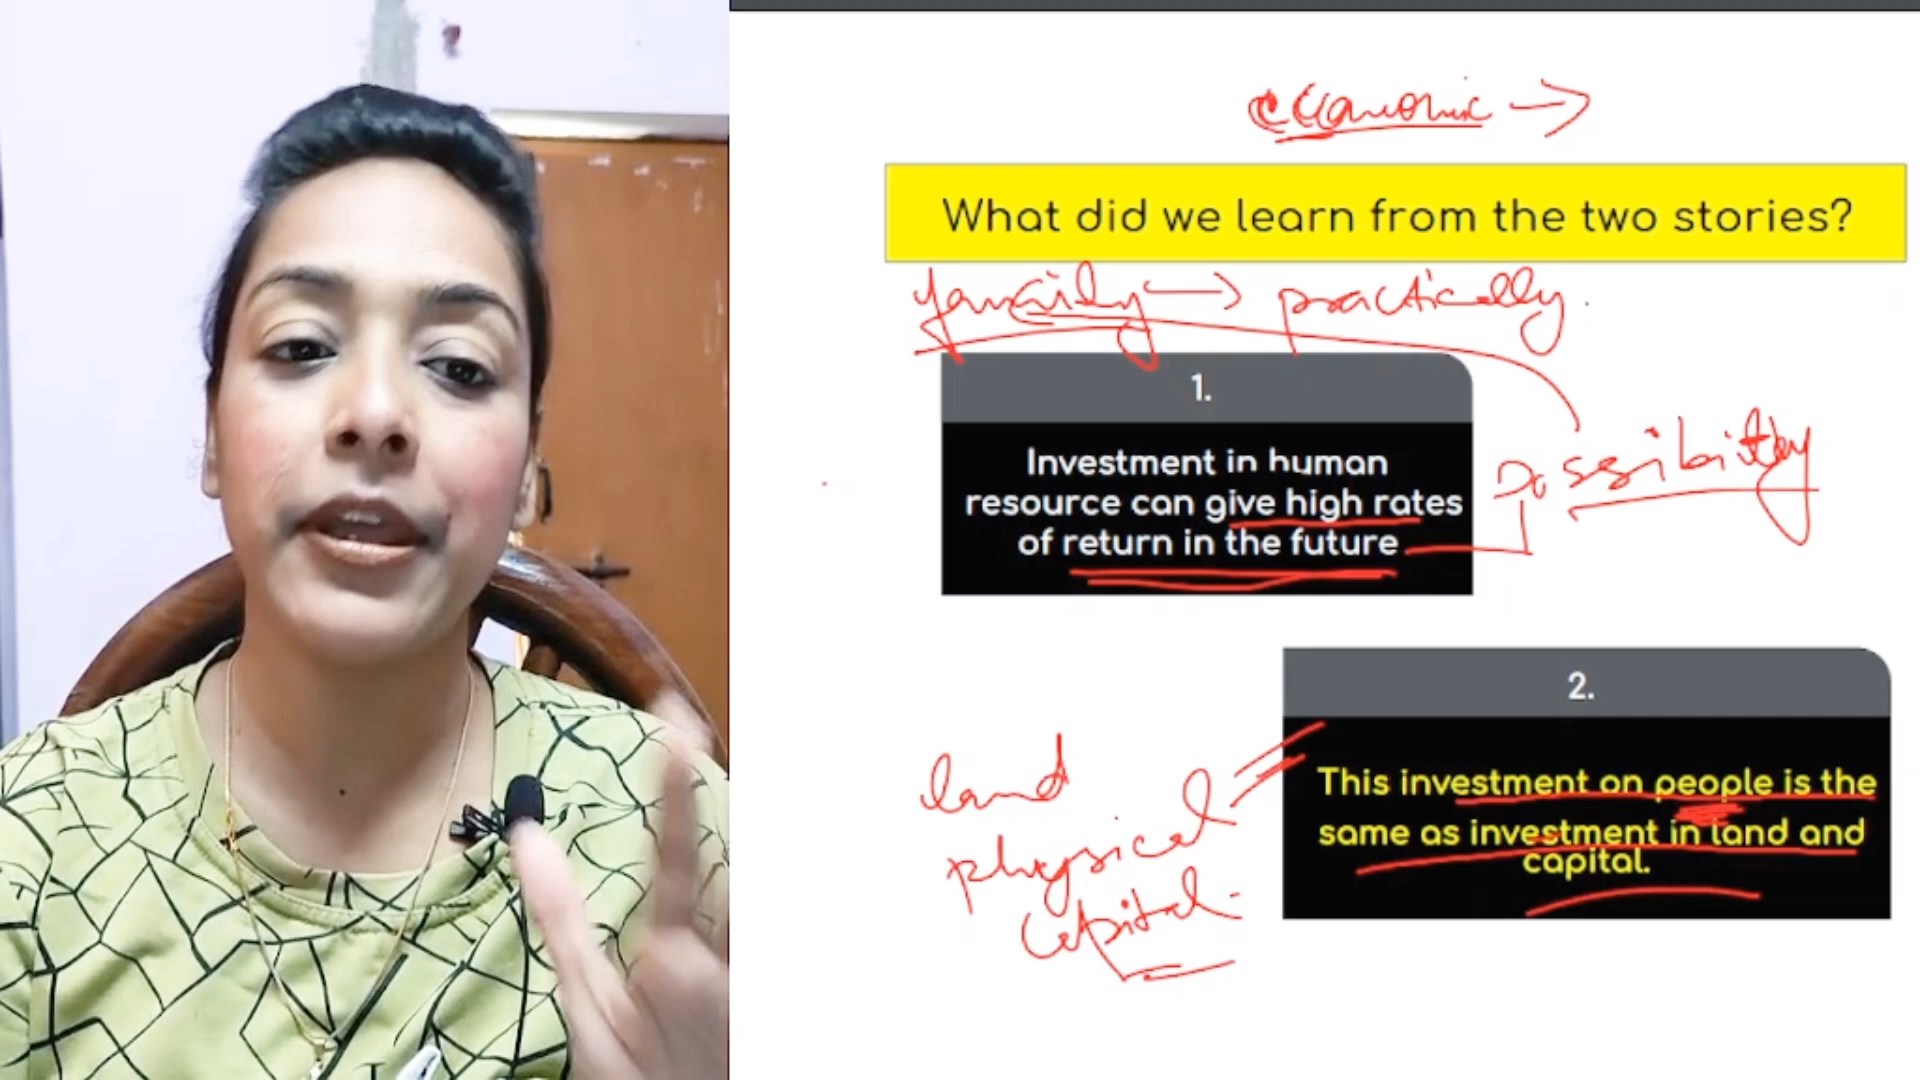 economic →
What did we learn from the two stories?
family → practically.
1.
Investment in human
resource can give high rates
of return in the future
possibility
2.
This investment on people is the
same as investment in land and
capital.
land
physical
capital.